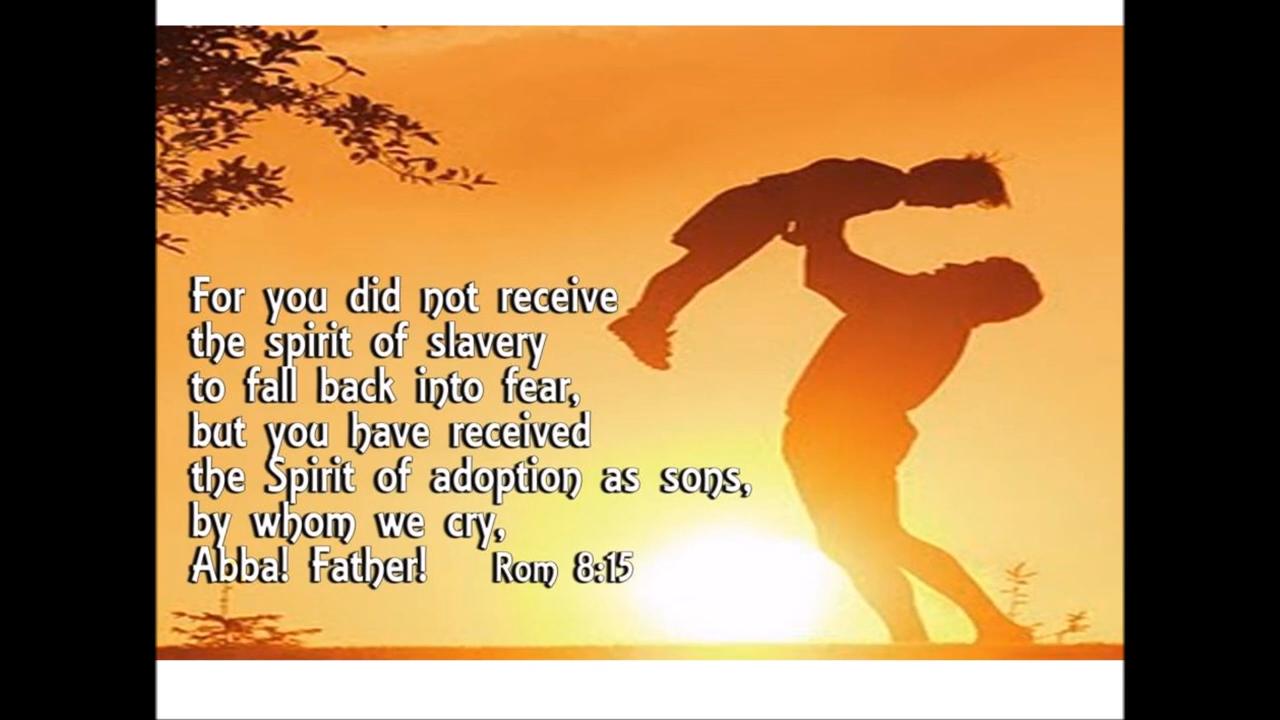 For you did not receive
the spirit of slavery
to fall back into fear,
but you have received
the Spirit of adoption as sons,
by whom we cry,
Abba! Father! Rom 8:15